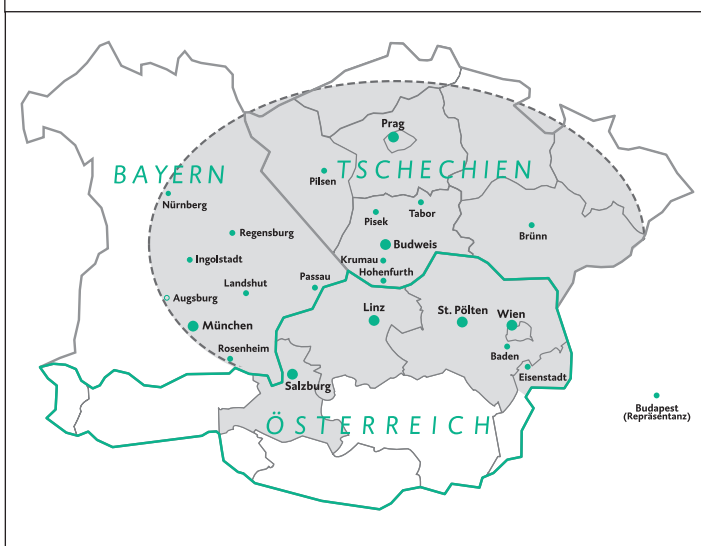 Prag
BAYERN
TSCHECHIEN
Pilsen
Nürnberg
Pisek
Tabor
Regensburg
Brünn
Budweis
Ingolstadt
Krumau
Hohenfurth
Passau
Landshut
Augsburg
Linz
St. Pölten
Wien
München
Rosenheim
Baden
Eisenstadt
Salzburg
Budapest
(Repräsentanz)
ÖSTERREICH